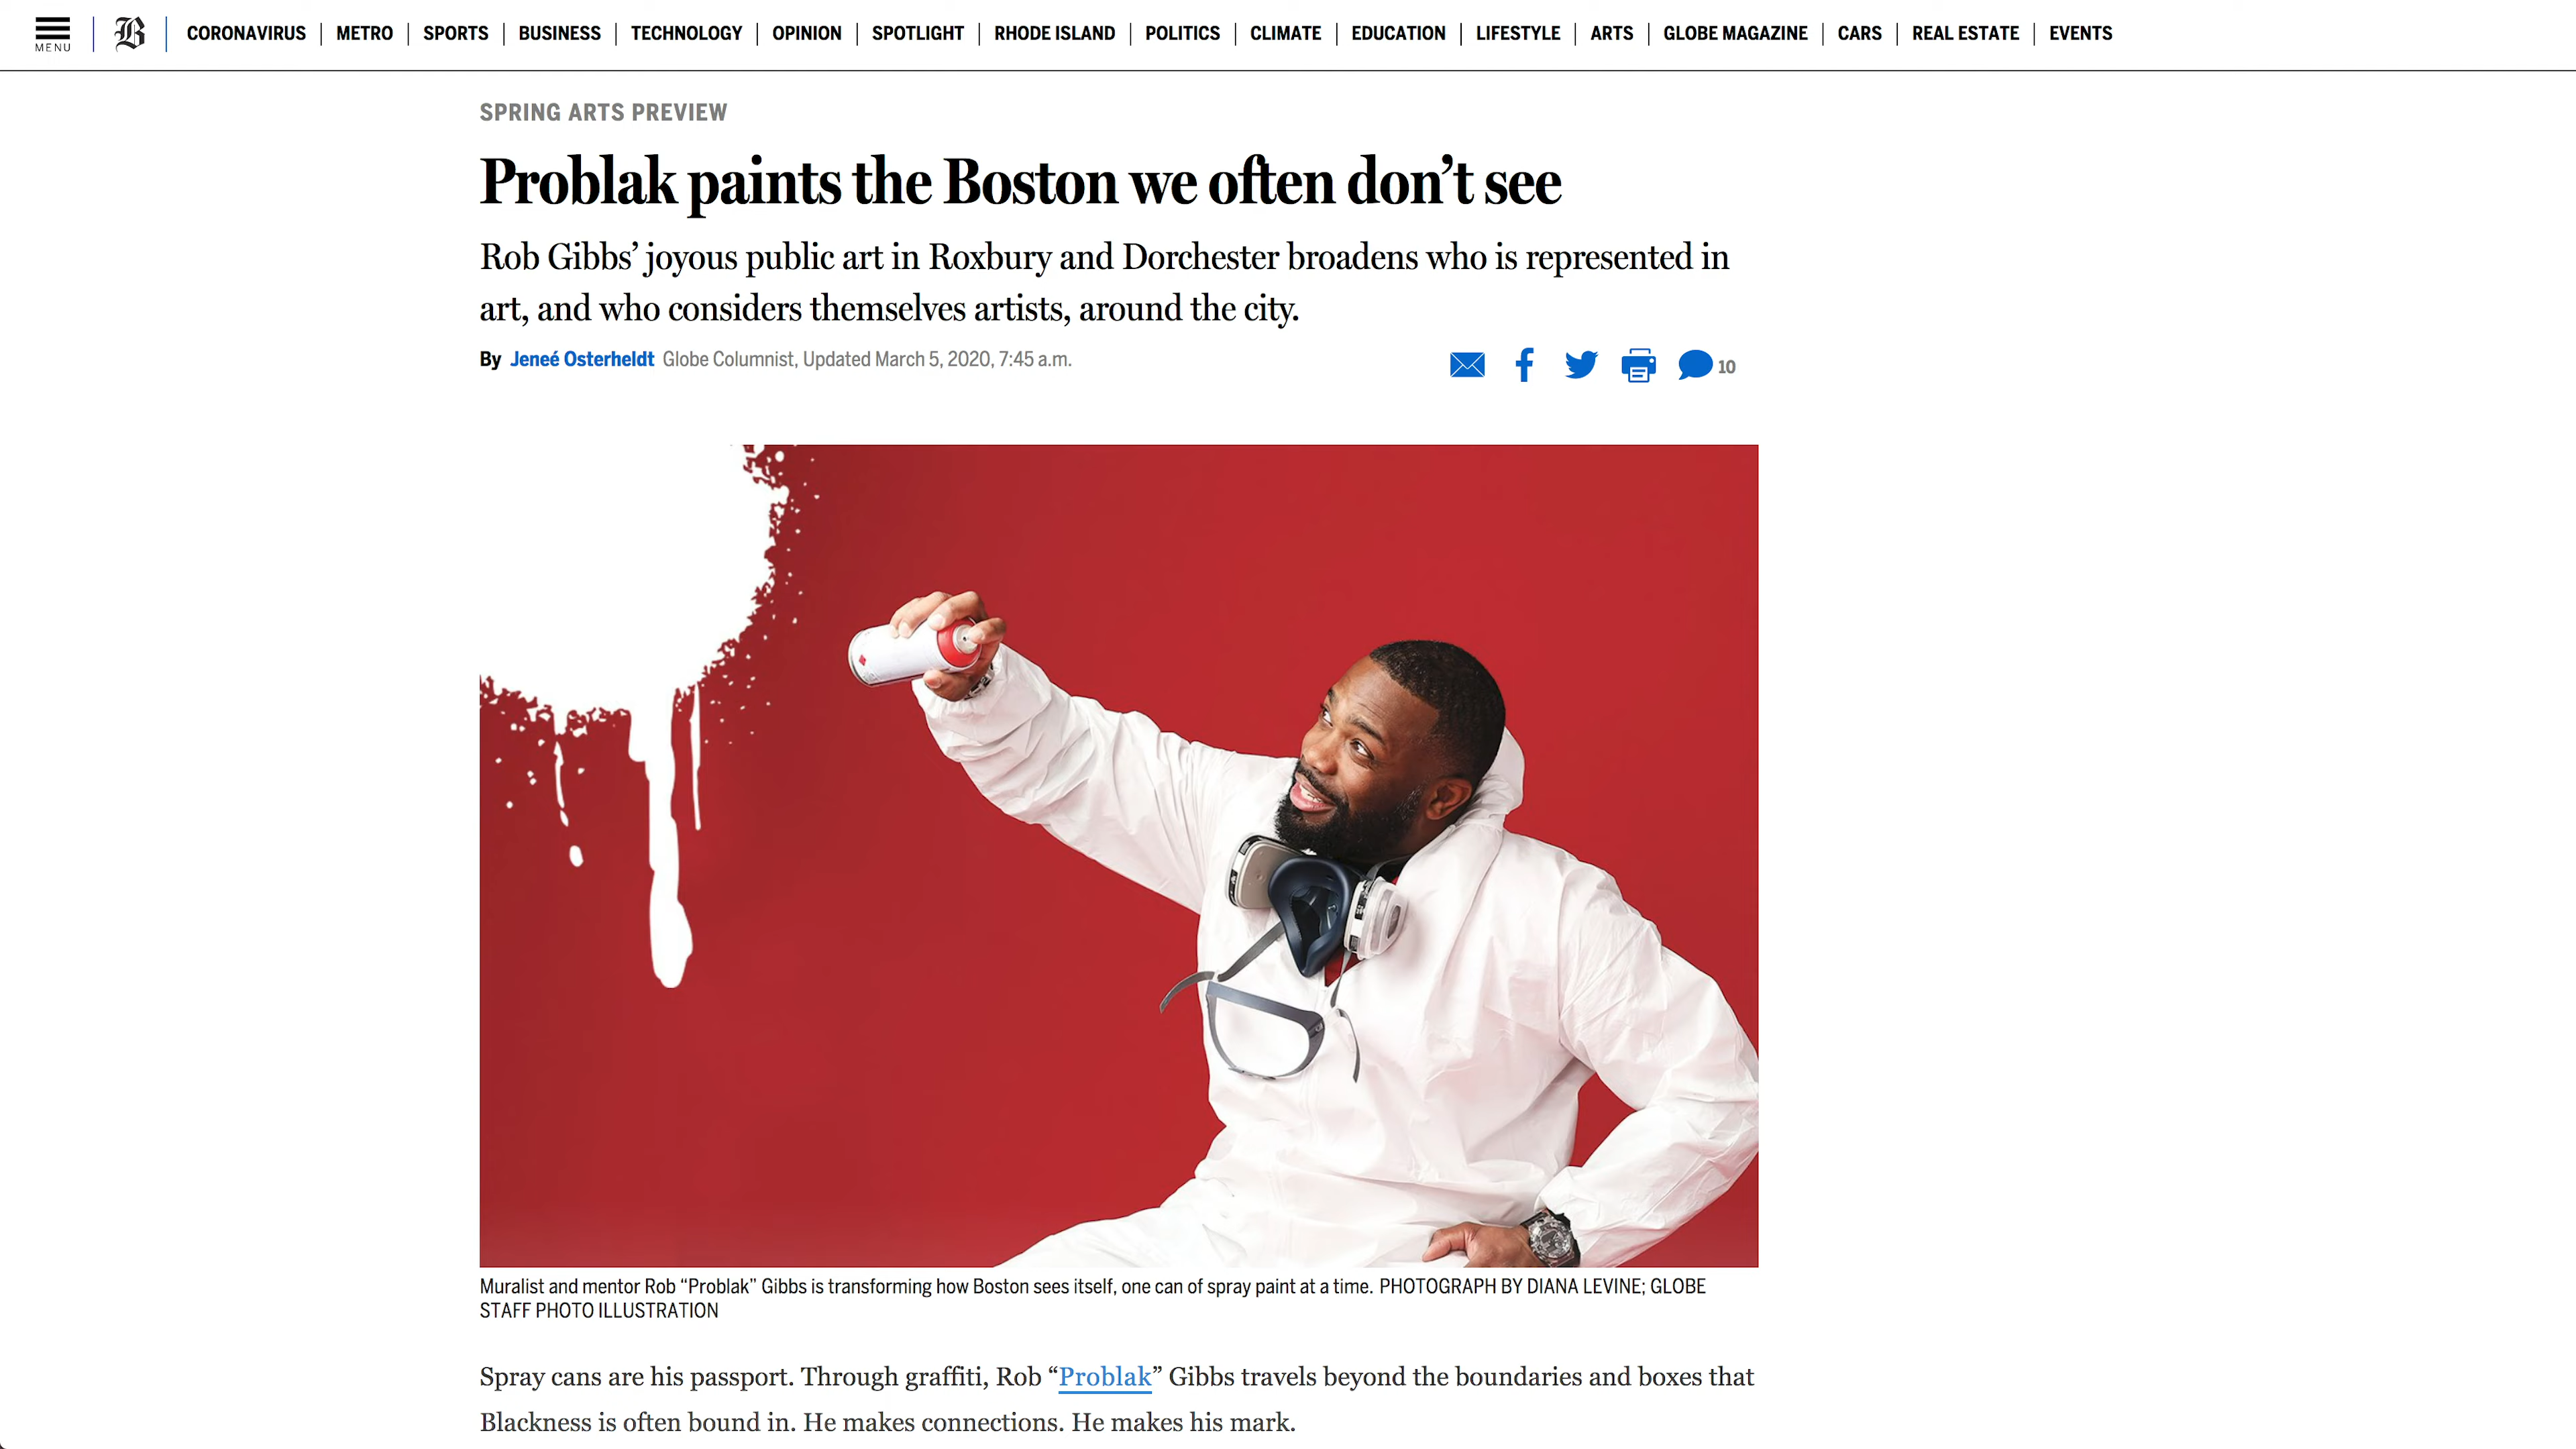 MENU
B
CORONAVIRUS METRO SPORTS BUSINESS TECHNOLOGY OPINION SPOTLIGHT RHODE ISLAND POLITICS CLIMATE EDUCATION LIFESTYLE ARTS GLOBE MAGAZINE CARS REAL ESTATE EVENTS
SPRING ARTS PREVIEW
Problak paints the Boston we often don’t see
Rob Gibbs’ joyous public art in Roxbury and Dorchester broadens who is represented in
art, and who considers themselves artists, around the city.
By Jeneé Osterheldt Globe Columnist, Updated March 5, 2020, 7:45 a.m.
10
Muralist and mentor Rob “Problak” Gibbs is transforming how Boston sees itself, one can of spray paint at a time. PHOTOGRAPH BY DIANA LEVINE; GLOBE
STAFF PHOTO ILLUSTRATION
Spray cans are his passport. Through graffiti, Rob “Problak” Gibbs travels beyond the boundaries and boxes that
Blackness is often bound in. He makes connections. He makes his mark.